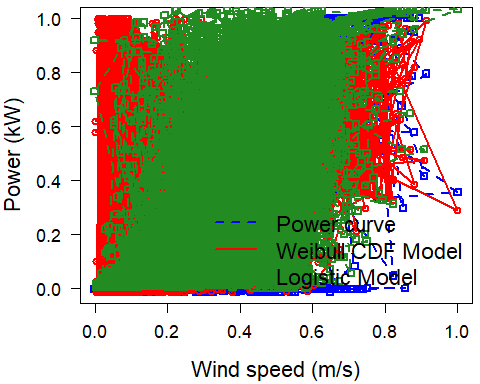 Power (kW)
1.0
0.8
0.6
0.4
0.2
0.0
Power curve
Weibull CDF Model
Logistic Model
0.0 0.2 0.4 0.6 0.8 1.0
Wind speed (m/s)